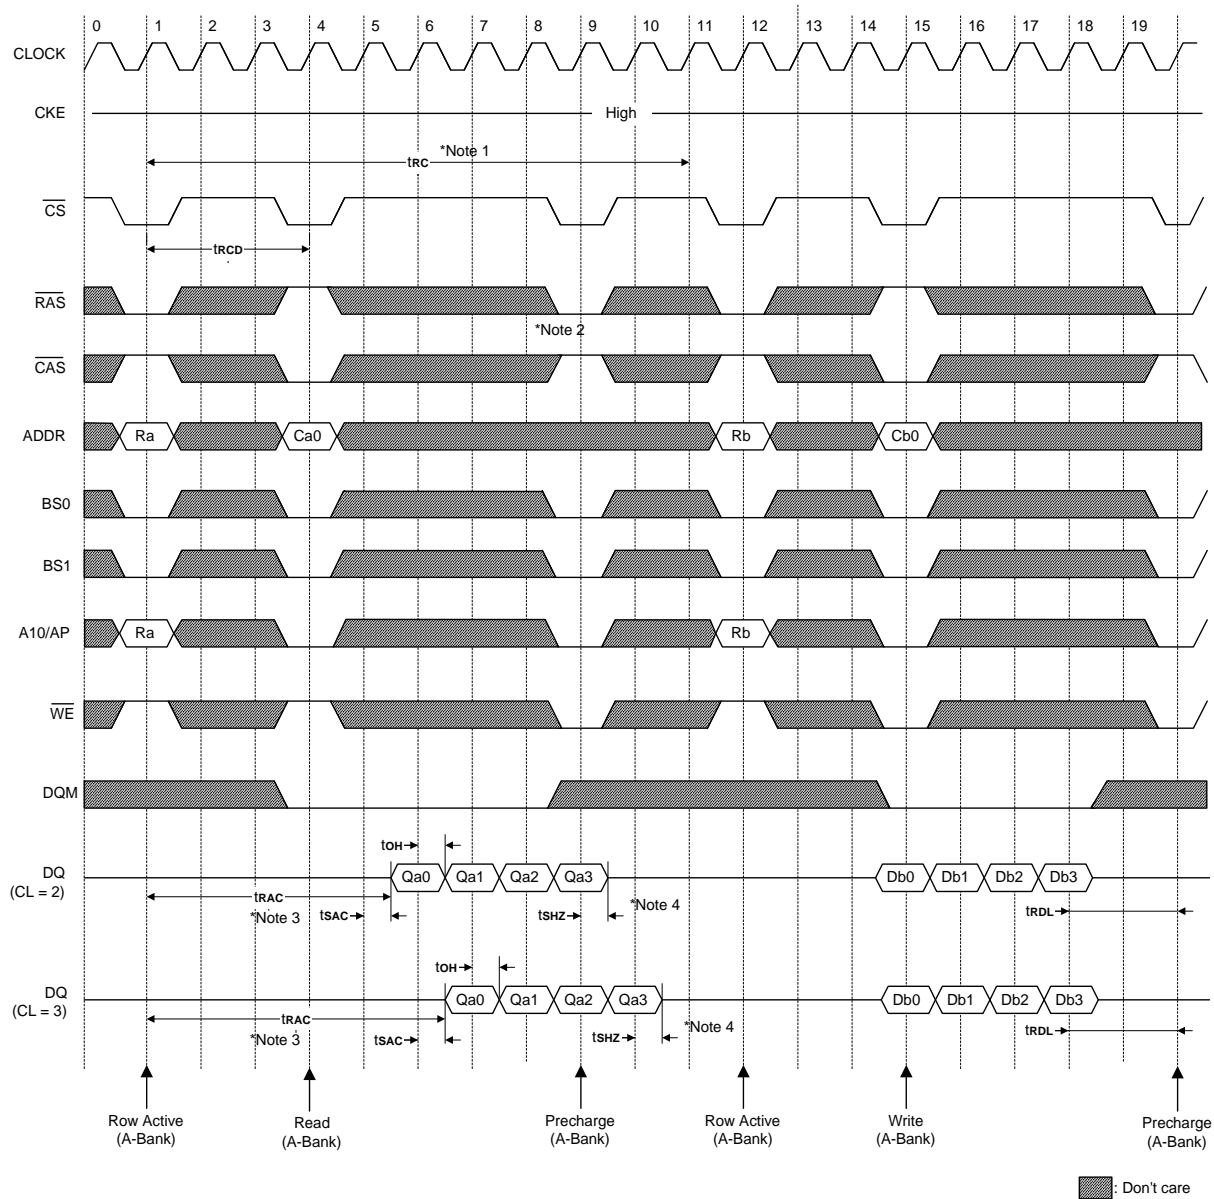 0 1 2 3 4 5 6 7 8 9 10 11 12 13 14 15 16 17 18 19
CLOCK
CKE High
*Note 1
tRC
CS
tRCD
RAS
*Note 2
CAS
ADDR Ra Ca0 Rb Cb0
BS0
BS1
A10/AP Ra Rb
WE
DQM
tOH
DQ
(CL = 2)
Qa0 Qa1 Qa2 Qa3 Db0 Db1 Db2 Db3
tRAC
*Note 3
tSAC
tSHZ
*Note 4
tRDL
tOH
DQ
(CL = 3)
Qa0 Qa1 Qa2 Qa3 Db0 Db1 Db2 Db3
tRAC
*Note 3
tSAC
tSHZ
*Note 4
tRDL
Row Active
(A-Bank)
Read
(A-Bank)
Precharge
(A-Bank)
Row Active
(A-Bank)
Write
(A-Bank)
Precharge
(A-Bank)
: Don't care